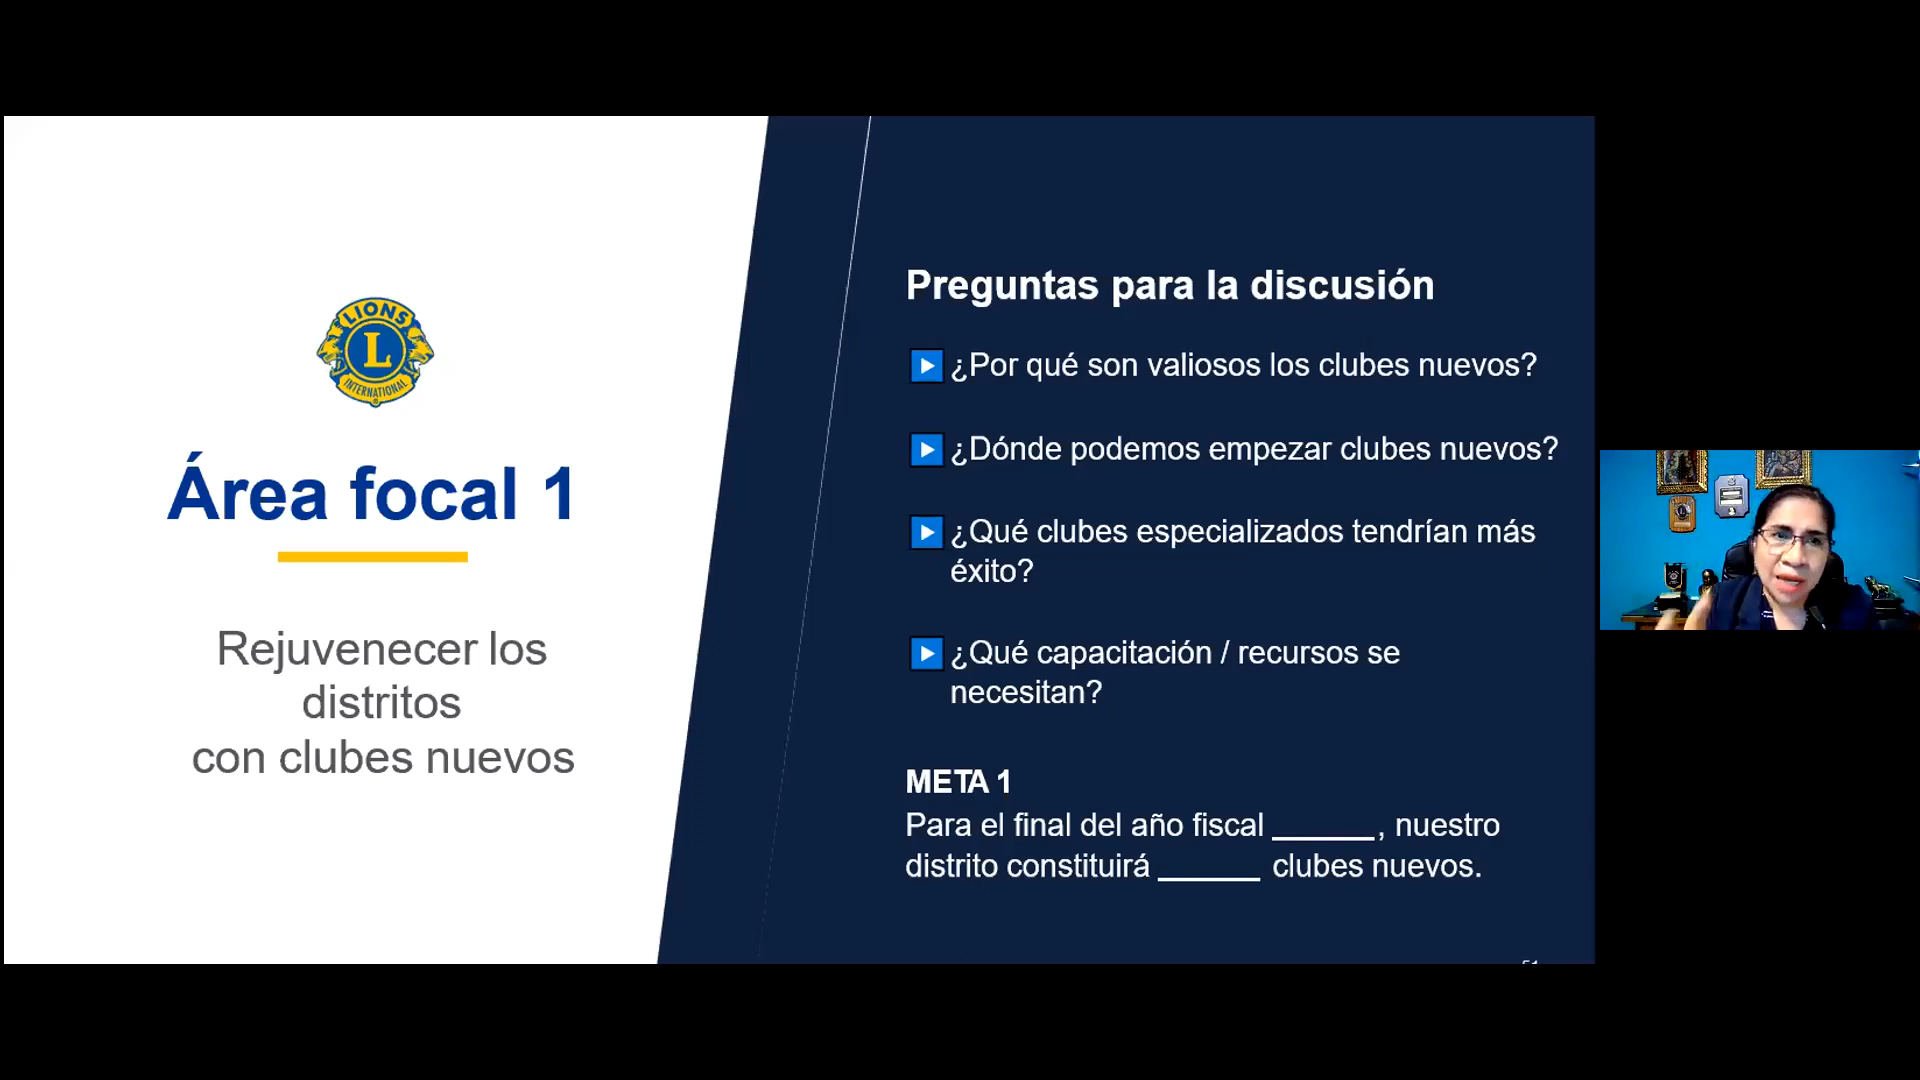 LIONS
L
INTERNATIONAL
Área focal 1
Rejuvenecer los
distritos
con clubes nuevos
Preguntas para la discusión
¿Por qué son valiosos los clubes nuevos?
¿Dónde podemos empezar clubes nuevos?
¿Qué clubes especializados tendrían más
éxito?
¿Qué capacitación / recursos se
necesitan?
META 1
Para el final del año fiscal ______, nuestro
distrito constituirá ______ clubes nuevos.